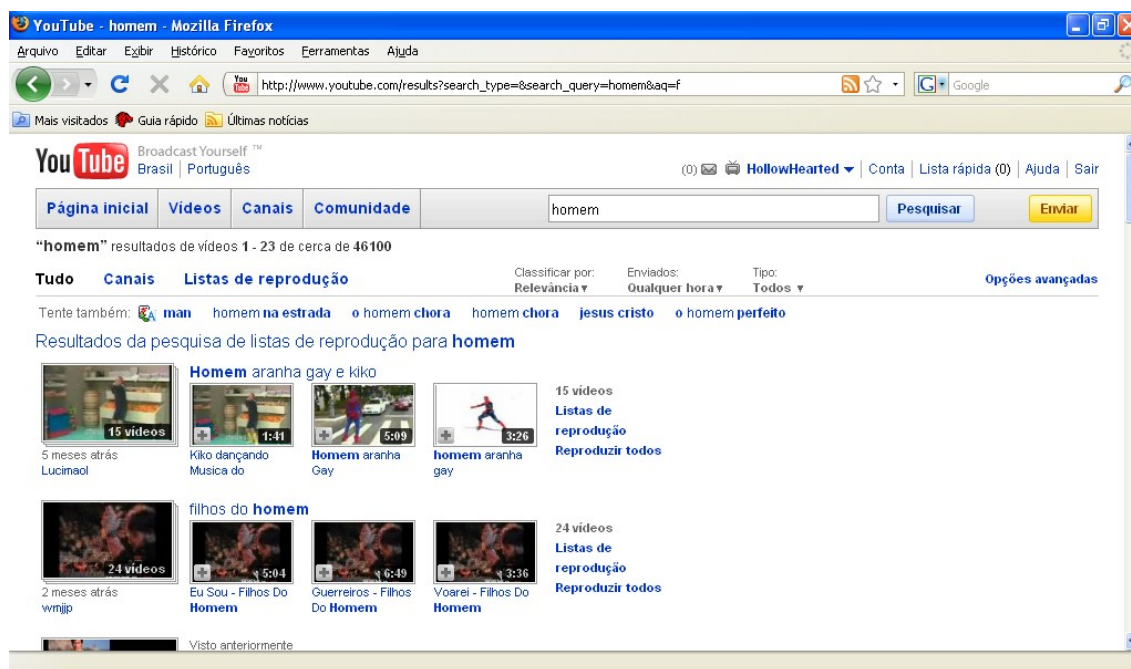 YouTube - homem - Mozilla Firefox
Arquivo Editar Exibir Histórico Favoritos Ferramentas Ajuda
You Tube http://www.youtube.com/results?search_type=&search_query=homem&aq=f G Google
Mais visitados Guia rápido Últimas notícias
You Tube Broadcast Yourself ™
Brasil | Português
(0) HollowHearted | Conta | Lista rápida (0) | Ajuda | Sair
Página inicial Vídeos Canais Comunidade homem Pesquisar Enviar
“homem” resultados de vídeos 1 - 23 de cerca de 46100
Tudo Canais Listas de reprodução
Classificar por: Enviados: Tipo:
Relevância Qualquer hora Todos
Opções avançadas
Tente também: man homem na estrada o homem chora homem chora jesus cristo o homem perfeito
Resultados da pesquisa de listas de reprodução para homem
Homem aranha gay e kiko
15 vídeos
5 meses atrás
Lucimaol
1:41
Kiko dançando
Musica do
5:09
Homem aranha
Gay
3:26
homem aranha
gay
15 vídeos
Listas de
reprodução
Reproduzir todos
filhos do homem
24 vídeos
2 meses atrás
wmjjp
5:04
Eu Sou - Filhos Do
Homem
6:49
Guerreiros - Filhos
Do Homem
3:36
Voarei - Filhos Do
Homem
24 vídeos
Listas de
reprodução
Reproduzir todos
Visto anteriormente